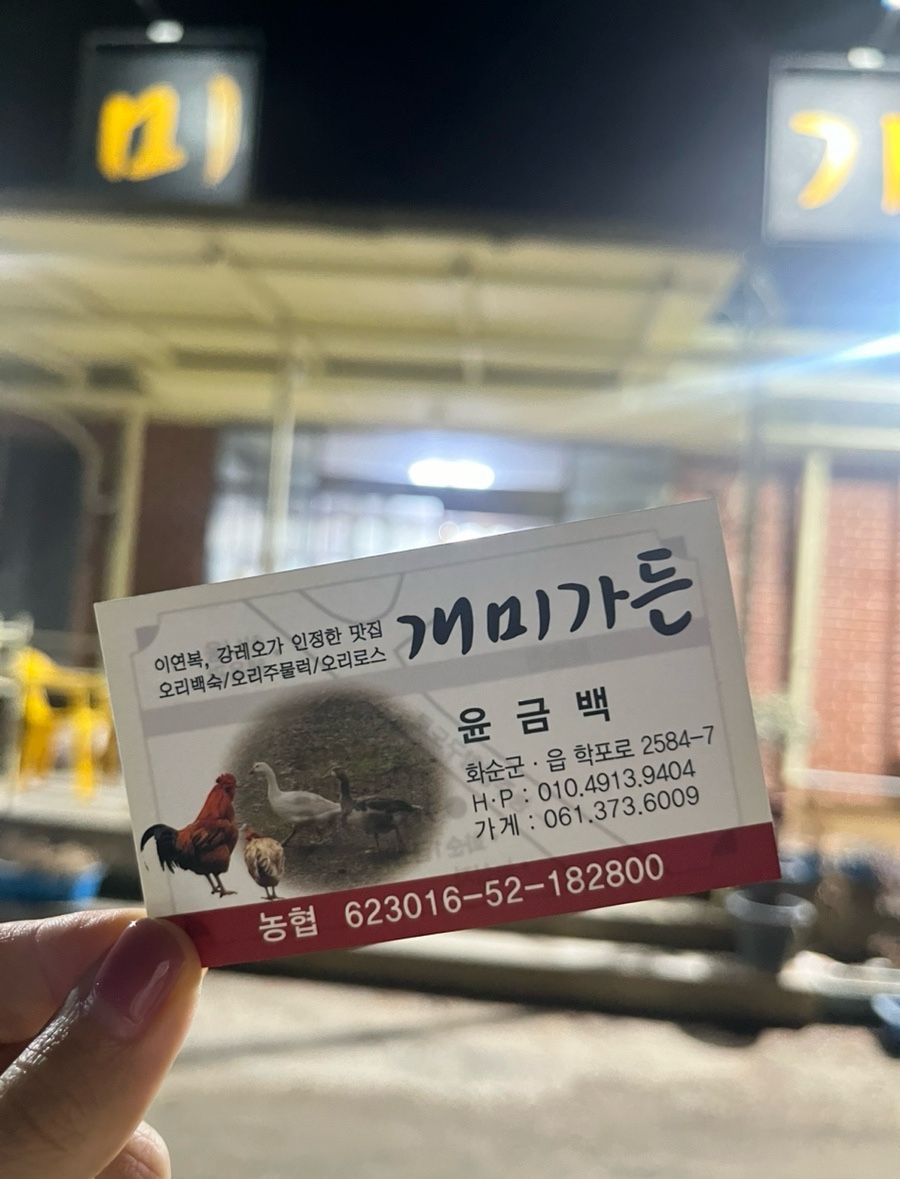 미
가
이연복, 강레오가 인정한 맛집
오리백숙/오리주물럭/오리로스
개미가든
윤금백
화순군·읍 학포로 2584-7
H·P : 010.4913.9404
가게 : 061.373.6009
농협 623016-52-182800